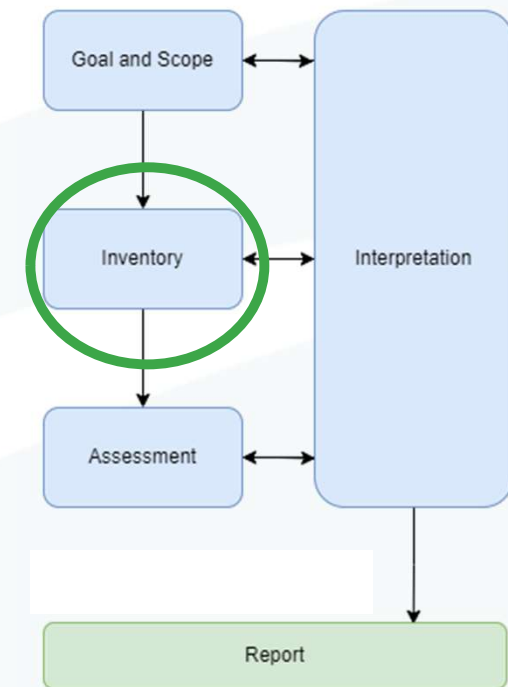 Goal and Scope
Inventory
Interpretation
Assessment
Report